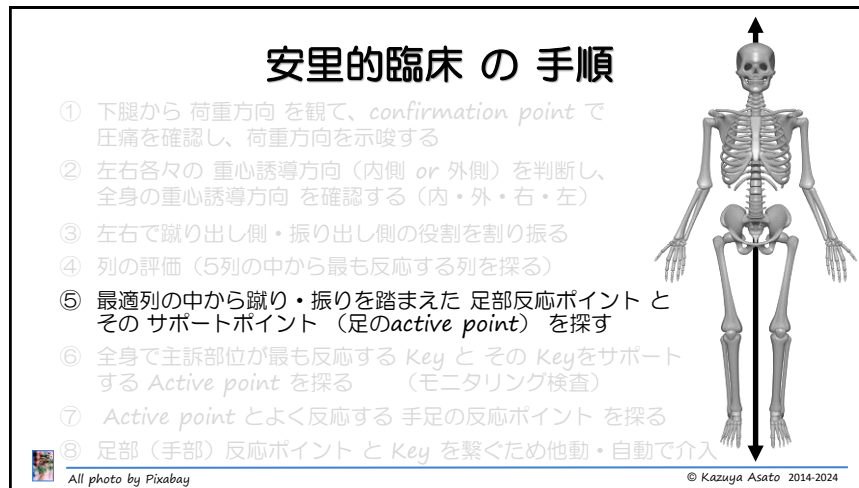 安里的臨床 の 手順
① 下腿から 荷重方向 を観て、confirmation point で
圧痛を確認し、荷重方向を示唆する
② 左右各々の 重心誘導方向（内側 or 外側）を判断し、
全身の重心誘導方向 を確認する（内・外・右・左）
③ 左右で蹴り出し側・振り出し側の役割を割り振る
④ 列の評価（5列の中から最も反応する列を探る）
⑤ 最適列の中から蹴り・振りを踏まえた 足部反応ポイント と
その サポートポイント （足のactive point） を探す
⑥ 全身で主訴部位が最も反応する Key と その Keyをサポート
する Active point を探る （モニタリング検査）
⑦ Active point とよく反応する 手足の反応ポイント を探る
⑧ 足部（手部）反応ポイント と Key を繋ぐため他動・自動で介入
All photo by Pixabay
© Kazuya Asato 2014-2024